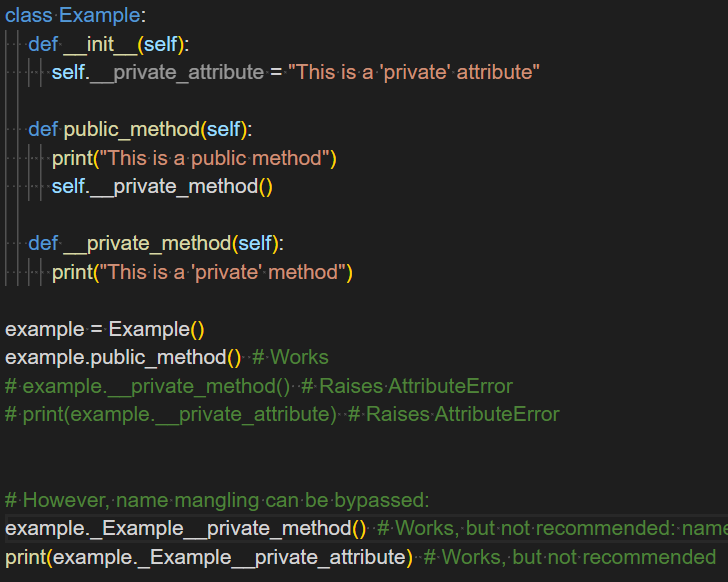 class Example:
def __init__(self):
self.__private_attribute = "This is a 'private' attribute"
def public_method(self):
print("This is a public method")
self.__private_method()
def __private_method(self):
print("This is a 'private' method")
example = Example()
example.public_method() # Works
# example.__private_method() # Raises AttributeError
# print(example.__private_attribute) # Raises AttributeError
# However, name mangling can be bypassed:
example._Example__private_method() # Works, but not recommended: name
print(example._Example__private_attribute) # Works, but not recommended